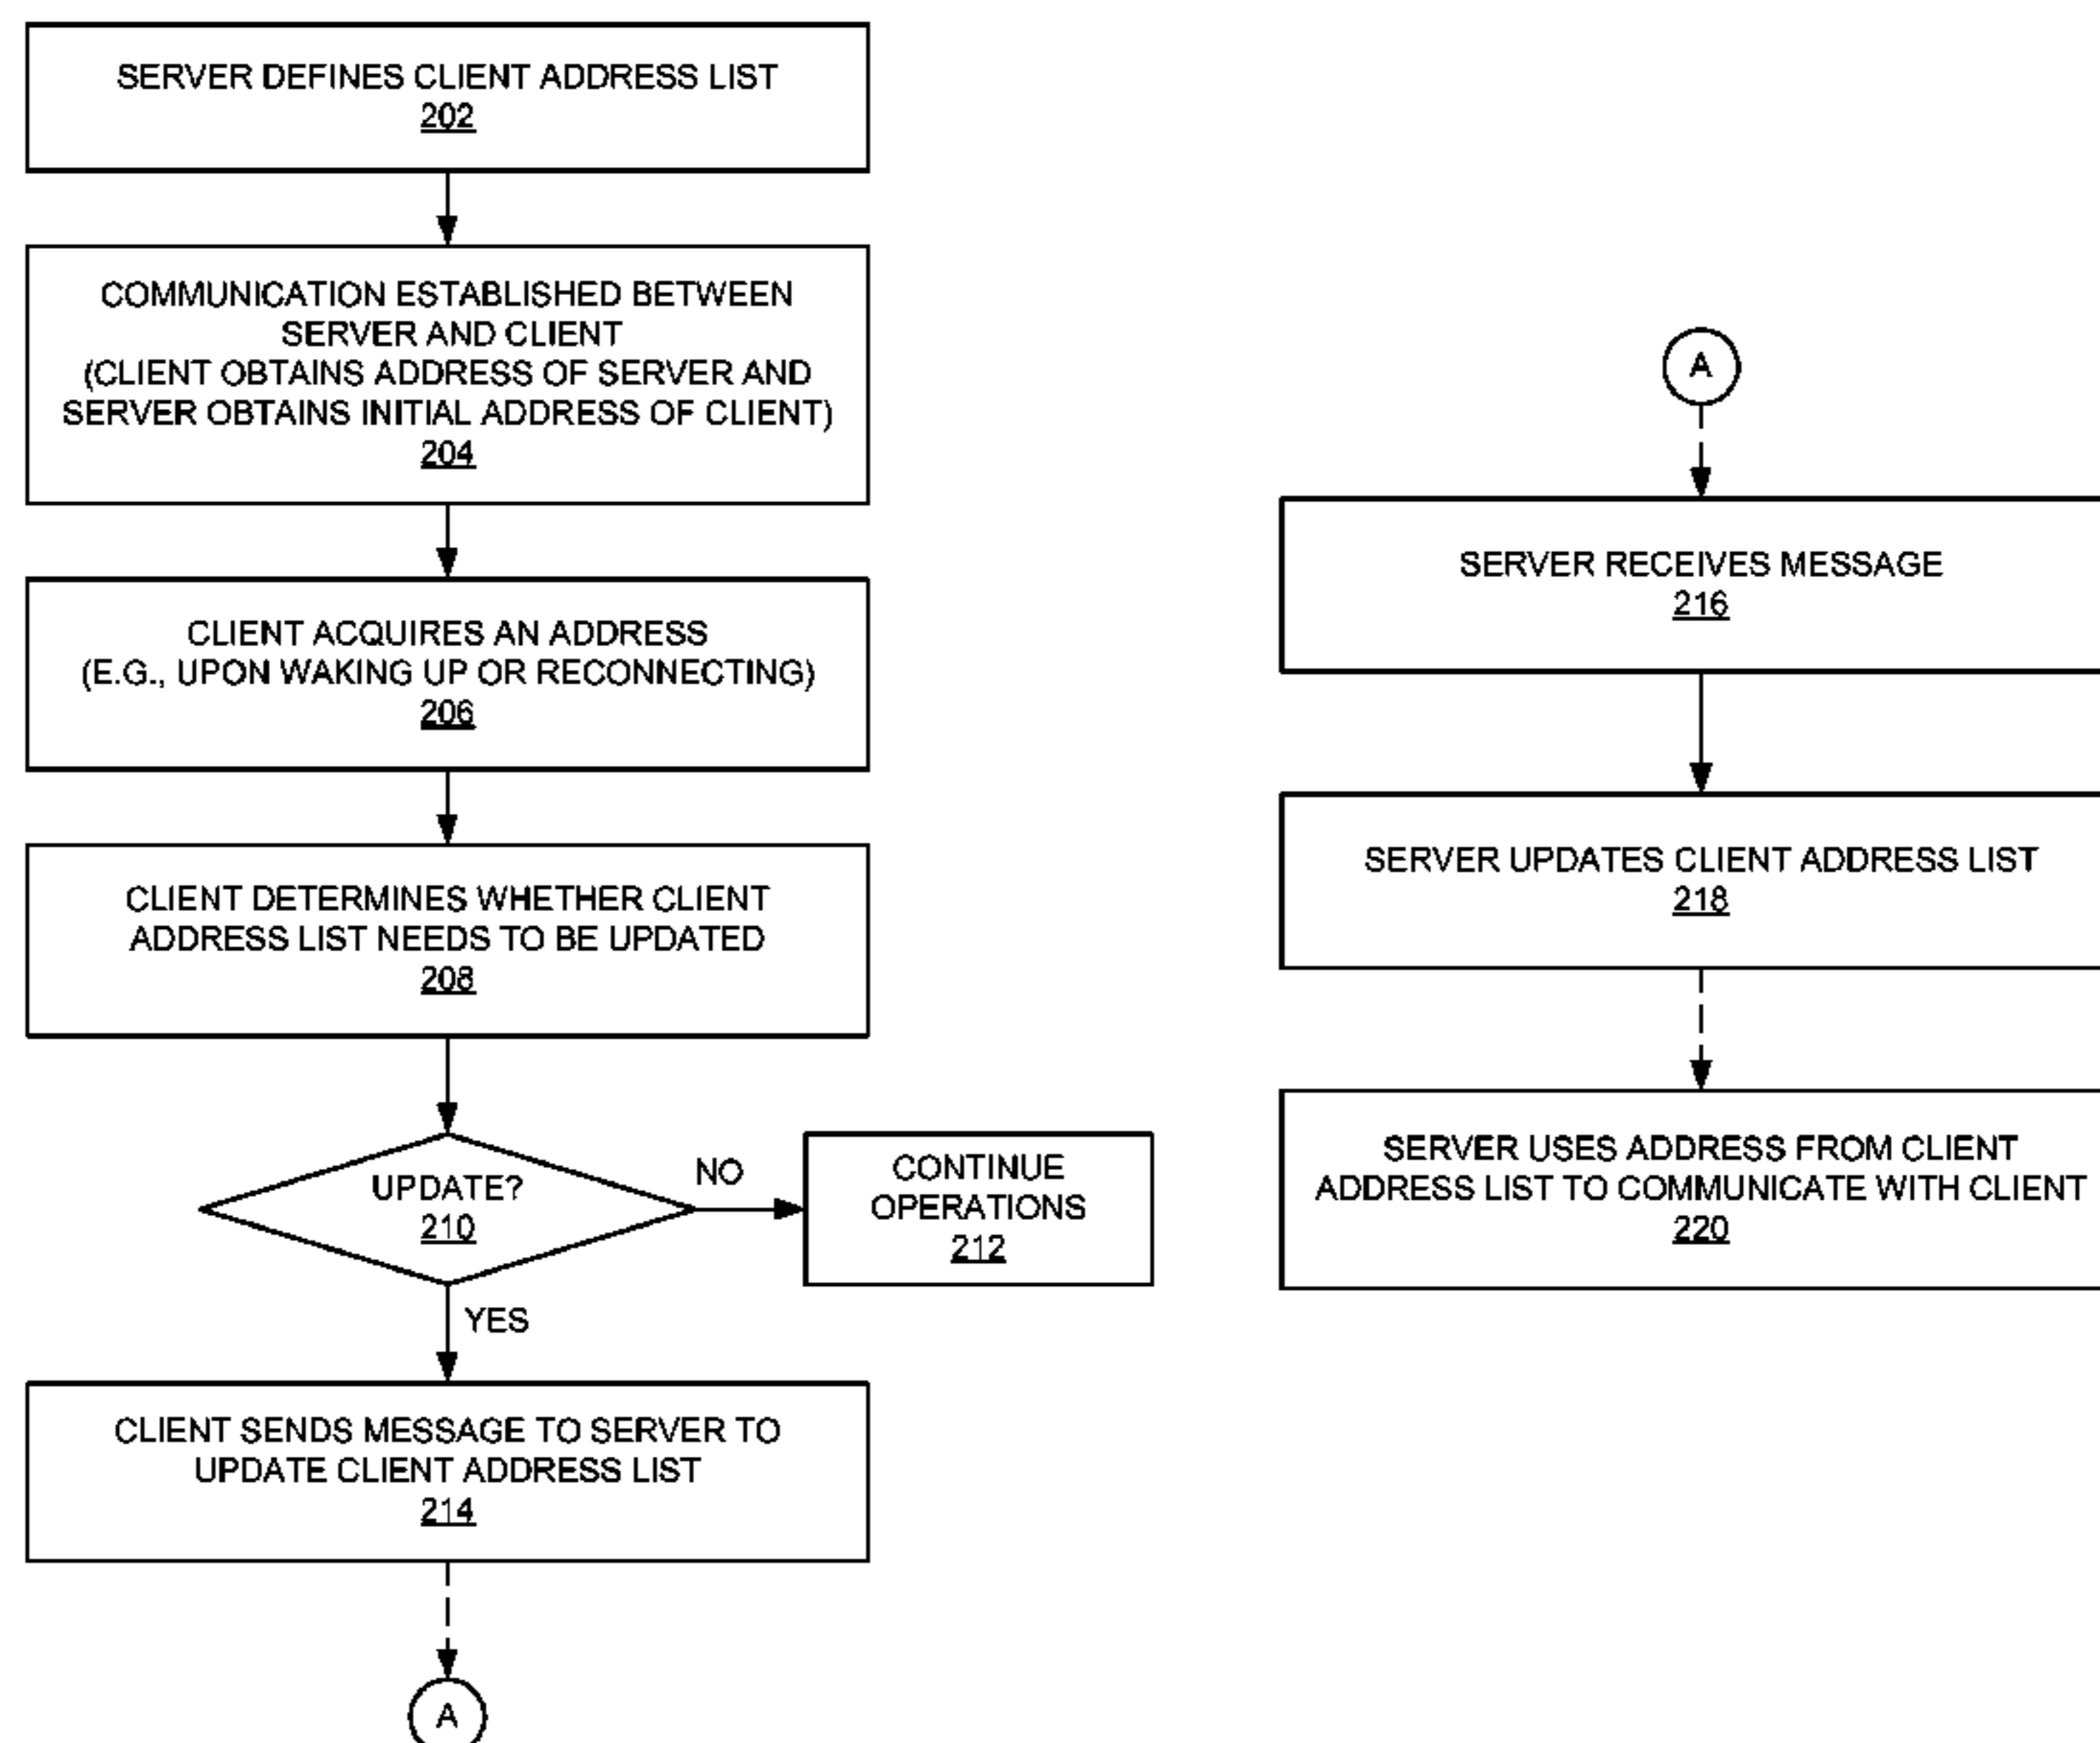 SERVER DEFINES CLIENT ADDRESS LIST
202
COMMUNICATION ESTABLISHED BETWEEN
SERVER AND CLIENT
(CLIENT OBTAINS ADDRESS OF SERVER AND
SERVER OBTAINS INITIAL ADDRESS OF CLIENT)
204
CLIENT ACQUIRES AN ADDRESS
(E.G., UPON WAKING UP OR RECONNECTING)
206
CLIENT DETERMINES WHETHER CLIENT
ADDRESS LIST NEEDS TO BE UPDATED
208
UPDATE?
210
NO
CONTINUE
OPERATIONS
212
YES
CLIENT SENDS MESSAGE TO SERVER TO
UPDATE CLIENT ADDRESS LIST
214
A
A
SERVER RECEIVES MESSAGE
216
SERVER UPDATES CLIENT ADDRESS LIST
218
SERVER USES ADDRESS FROM CLIENT
ADDRESS LIST TO COMMUNICATE WITH CLIENT
220